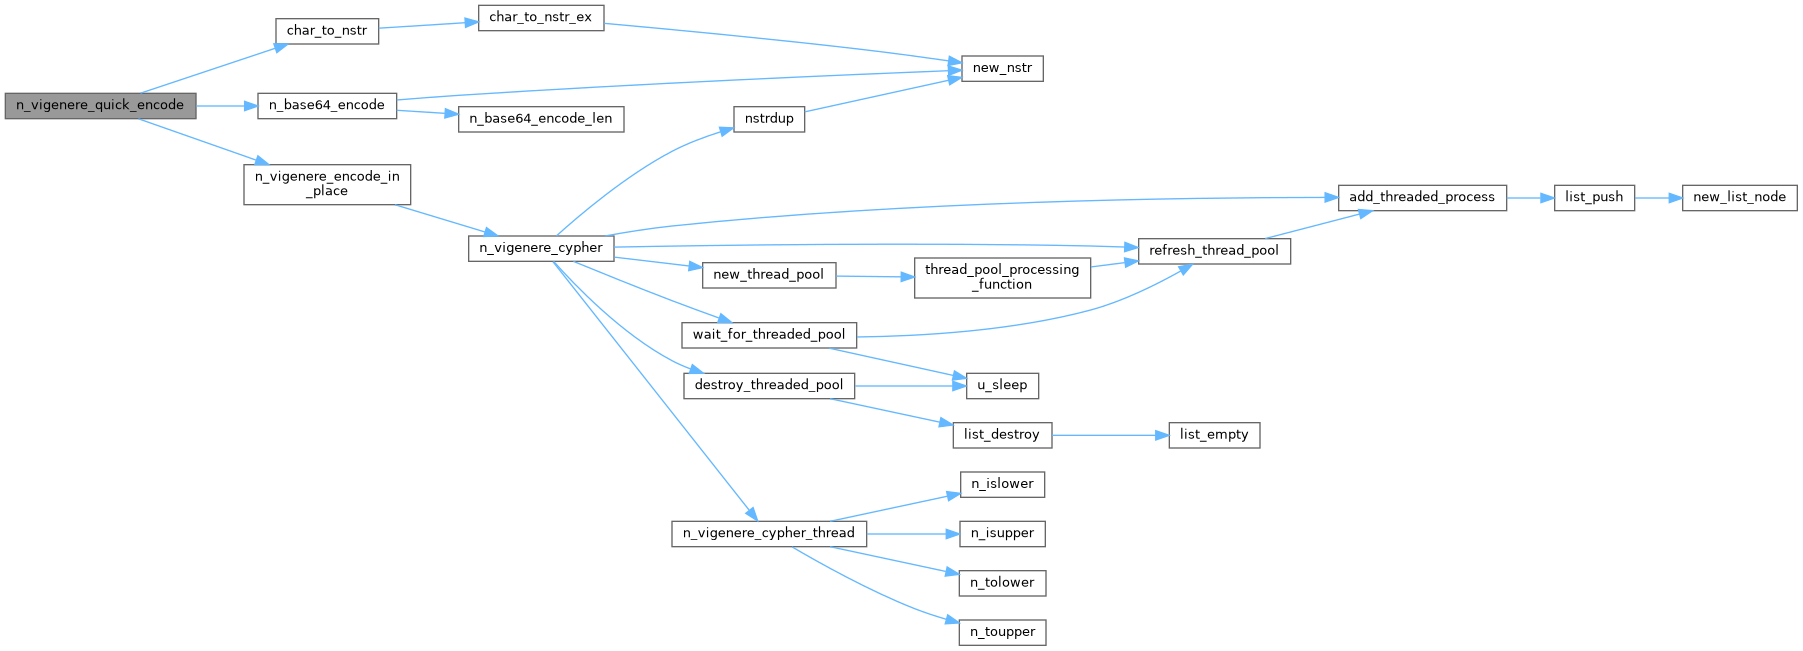 char_to_nstr_ex
char_to_nstr
new_nstr
n_vigenere_quick_encode
n_base64_encode
n_base64_encode_len
nstrdup
n_vigenere_encode_in
_place
add_threaded_process
list_push
new_list_node
n_vigenere_cypher
refresh_thread_pool
new_thread_pool
thread_pool_processing
_function
wait_for_threaded_pool
destroy_threaded_pool
u_sleep
list_destroy
list_empty
n_islower
n_vigenere_cypher_thread
n_isupper
n_tolower
n_toupper